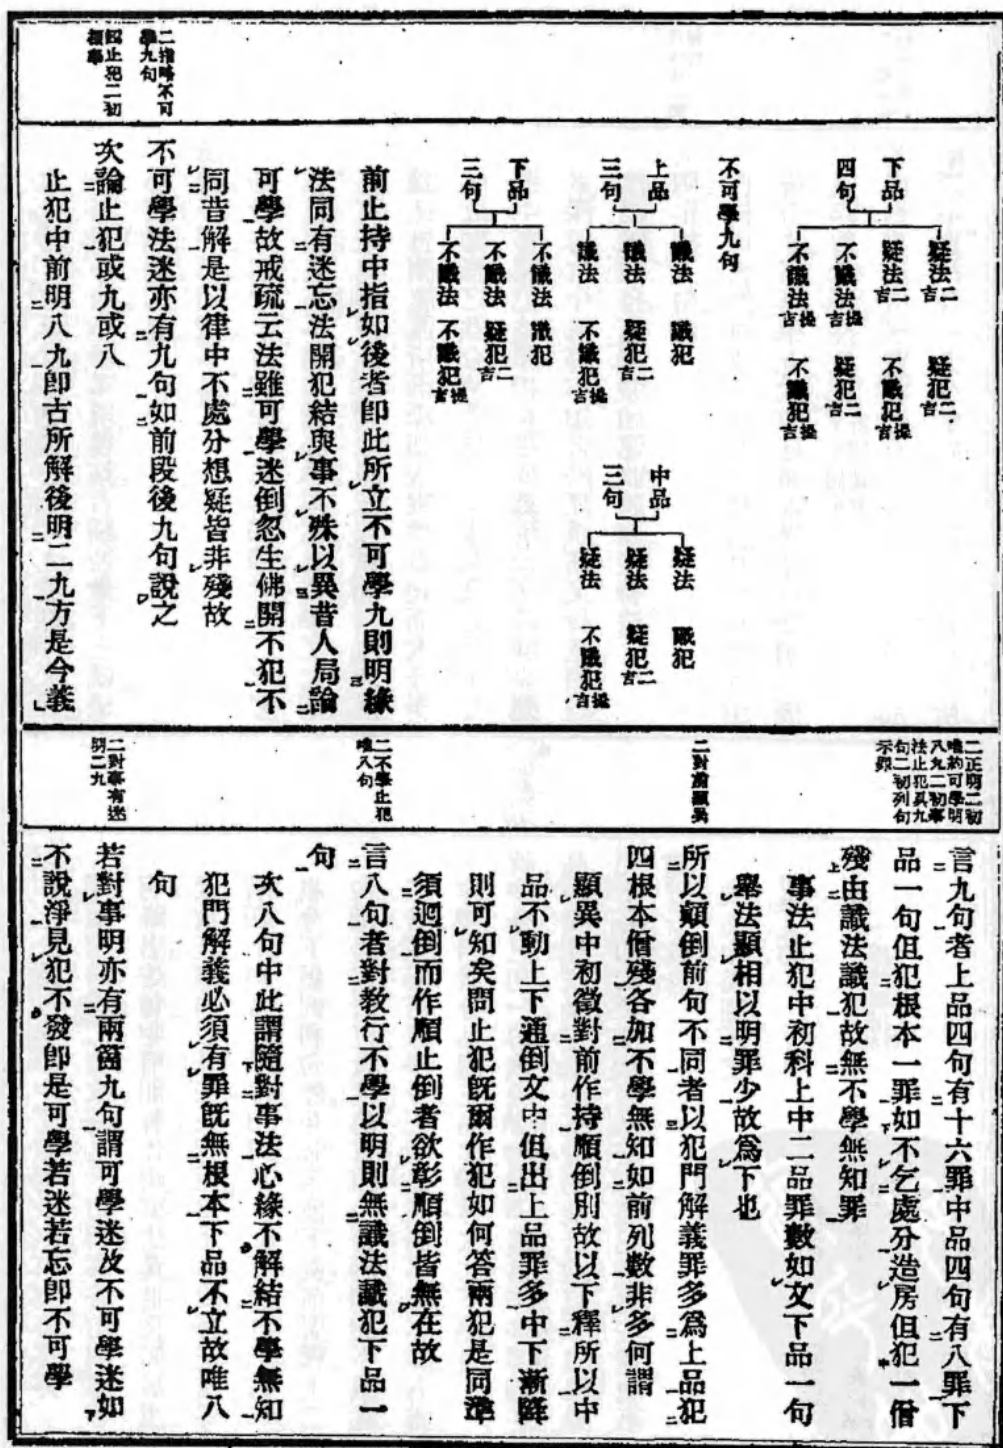 下品
四句
疑法二吉 疑犯二吉
疑法二吉 不識犯提吉
不識法提吉 疑犯二吉
不識法提吉 不識犯提吉
不可學九句
上品
三句
識法 識犯
識法 疑犯二吉
識法 不識犯提吉
中品
三句
疑法 識犯
疑法 疑犯二吉
疑法 不識犯提吉
下品
三句
不識法 識犯
不識法 疑犯二吉
不識法 不識犯提吉
前止持中指如後者即此所立不可學九則明緣
法同有迷忘法開犯結與事不殊以異昔人局論
可學故戒疏云法雖可學迷倒忽生佛開不犯不
同昔解是以律中不處分想疑皆非殘故
二指略不可
學九句
不可學法迷亦有九句如前段後九句說之
四止犯二初
標舉
次論止犯或九或八
止犯中前明八九即古所解後明二九方是今義
二正明二初
唯約可學明
八九二初事
法止犯具九
句二初列句
示罪
言九句者上品四句有十六罪中品四句有八罪下
品一句但犯根本一罪如不乞處分造房但犯一僧
殘由識法識犯故無不學無知罪
事法止犯中初科上中二品罪數如文下品一句
舉法顯相以明罪少故為下也
二對前顯異
所以顛倒前句不同者以犯門解義罪多為上品犯
四根本僧殘各加不學無知如前列數非多何謂
顯異中初徵對前作持順倒別故以下釋所以中
品不動上下通倒文中但出上品罪多中下漸降
則可知矣問止犯既爾作犯如何答兩犯是同準
須迴倒而作順止倒者欲彰順倒皆無在故
二不學止犯
唯八句
言八句者對教行不學以明則無識法識犯下品一
句
次八句中此謂隨對事法心緣不解結不學無知
犯門解義必須有罪既無根本下品不立故唯八
句
二對事有迷
明二九
若對事明亦有兩箇九句謂可學迷及不可學迷如
不說淨見犯不發即是可學若迷若忘即不可學